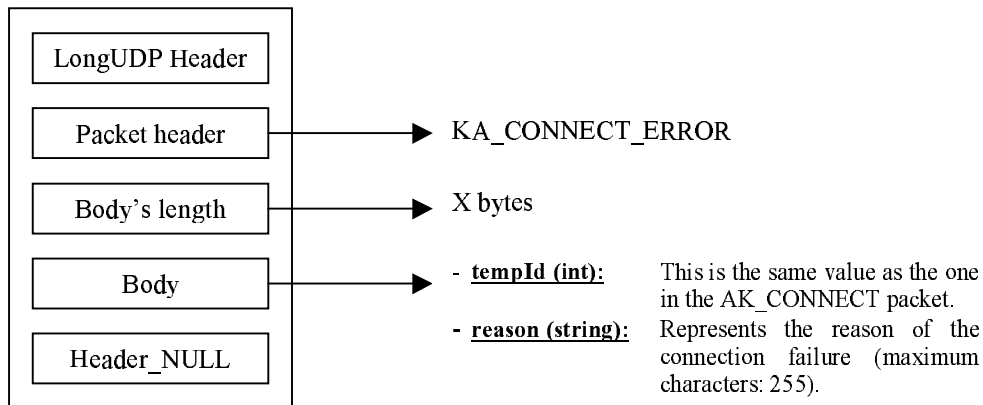 LongUDP Header
Packet header
KA_CONNECT_ERROR
Body's length
X bytes
Body
- tempId (int): This is the same value as the one
in the AK_CONNECT packet.
- reason (string): Represents the reason of the
connection failure (maximum
characters: 255).
Header_NULL